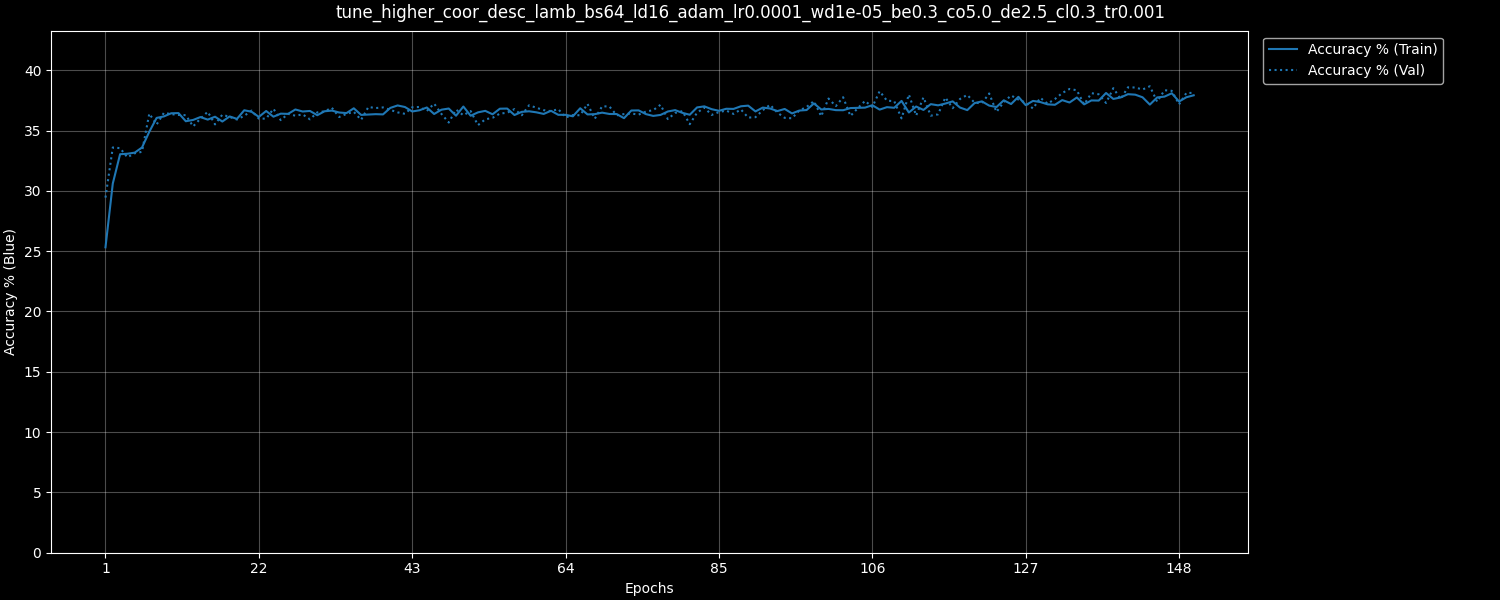 tune_higher_coor_desc_lamb_bs64_ld16_adam_lr0.0001_wd1e-05_be0.3_co5.0_de2.5_cl0.3_tr0.001
Accuracy % (Train)
Accuracy % (Val)
Accuracy % (Blue)
40
35
30
25
20
15
10
5
0
1 22 43 64 85 106 127 148
Epochs